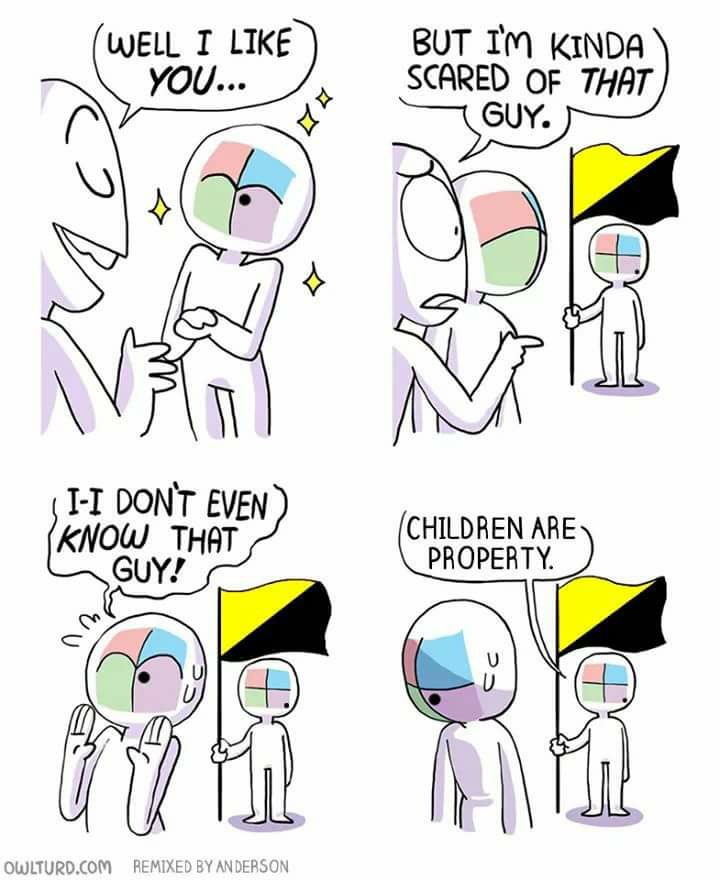 WELL I LIKE
YOU...
BUT I'M KINDA
SCARED OF THAT
GUY.
I-I DON'T EVEN
KNOW THAT
GUY!
CHILDREN ARE
PROPERTY.
OWLTURD.COM REMIXED BY ANDERSON